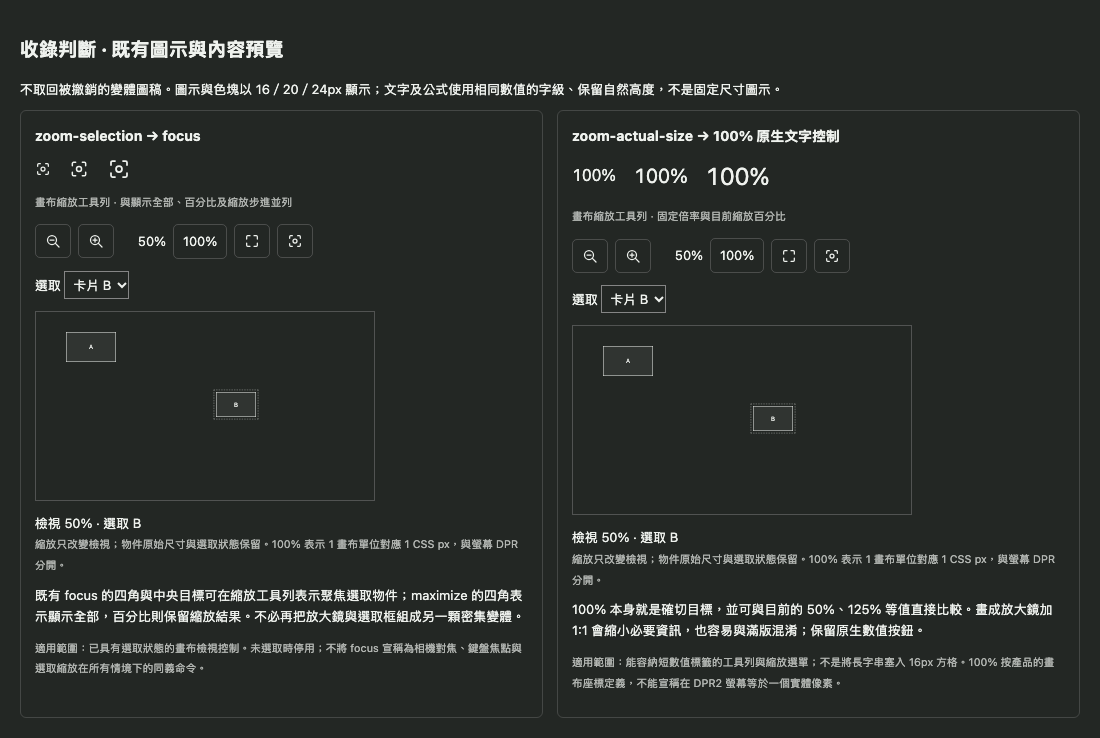 收錄判斷 · 既有圖示與內容預覽
不取回被撤銷的變體圖稿。圖示與色塊以 16 / 20 / 24px 顯示；文字及公式使用相同數值的字級、保留自然高度，不是固定尺寸圖示。
zoom-selection → focus
畫布縮放工具列 · 與顯示全部、百分比及縮放步進並列
50% 100%
選取 卡片 B
A
B
檢視 50% · 選取 B
縮放只改變檢視；物件原始尺寸與選取狀態保留。100% 表示 1 畫布單位對應 1 CSS px，與螢幕 DPR
分開。
既有 focus 的四角與中央目標可在縮放工具列表示聚焦選取物件；maximize 的四角表
示顯示全部，百分比則保留縮放結果。不必再把放大鏡與選取框組成另一顆密集變體。
適用範圍：已具有選取狀態的畫布檢視控制。未選取時停用；不將 focus 宣稱為相機對焦、鍵盤焦點與
選取縮放在所有情境下的同義命令。
zoom-actual-size → 100% 原生文字控制
100% 100% 100%
畫布縮放工具列 · 固定倍率與目前縮放百分比
50% 100%
選取 卡片 B
A
B
檢視 50% · 選取 B
縮放只改變檢視；物件原始尺寸與選取狀態保留。100% 表示 1 畫布單位對應 1 CSS px，與螢幕 DPR
分開。
100% 本身就是確切目標，並可與目前的 50%、125% 等值直接比較。畫成放大鏡加
1:1 會縮小必要資訊，也容易與滿版混淆；保留原生數值按鈕。
適用範圍：能容納短數值標籤的工具列與縮放選單；不是將長字串塞入 16px 方格。100% 按產品的畫
布座標定義，不能宣稱在 DPR2 螢幕等於一個實體像素。